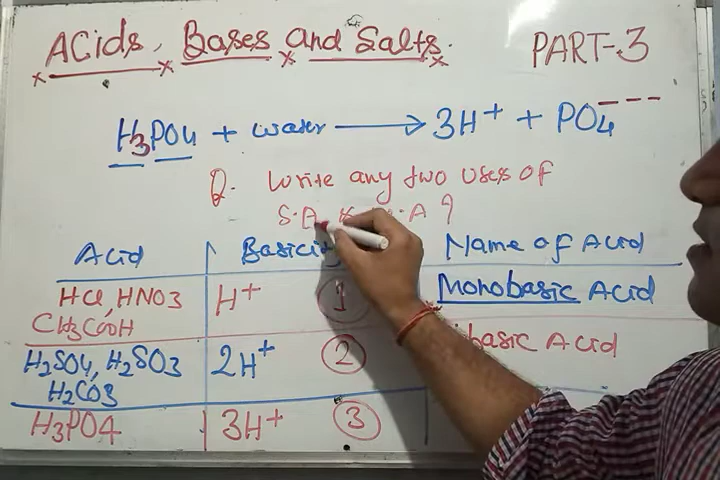 Acids, Bases and Salts.
PART-3
H3PO4 + water ⟶ 3H+ + PO4---
Q. Write any two uses of
S.A & .A ?
Acid Name of Acid
HCl, HNO3 H+ 1 Monobasic Acid
CH3COOH
H2SO4, H2SO3 2H+ 2 basic Acid
H2CO3
H3PO4 3H+ 3